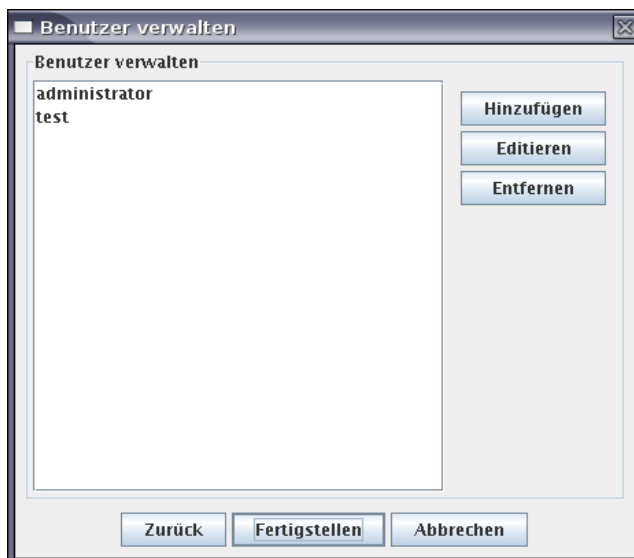 Benutzer verwalten
Benutzer verwalten
administrator
test
Hinzufügen
Editieren
Entfernen
Zurück
Fertigstellen
Abbrechen